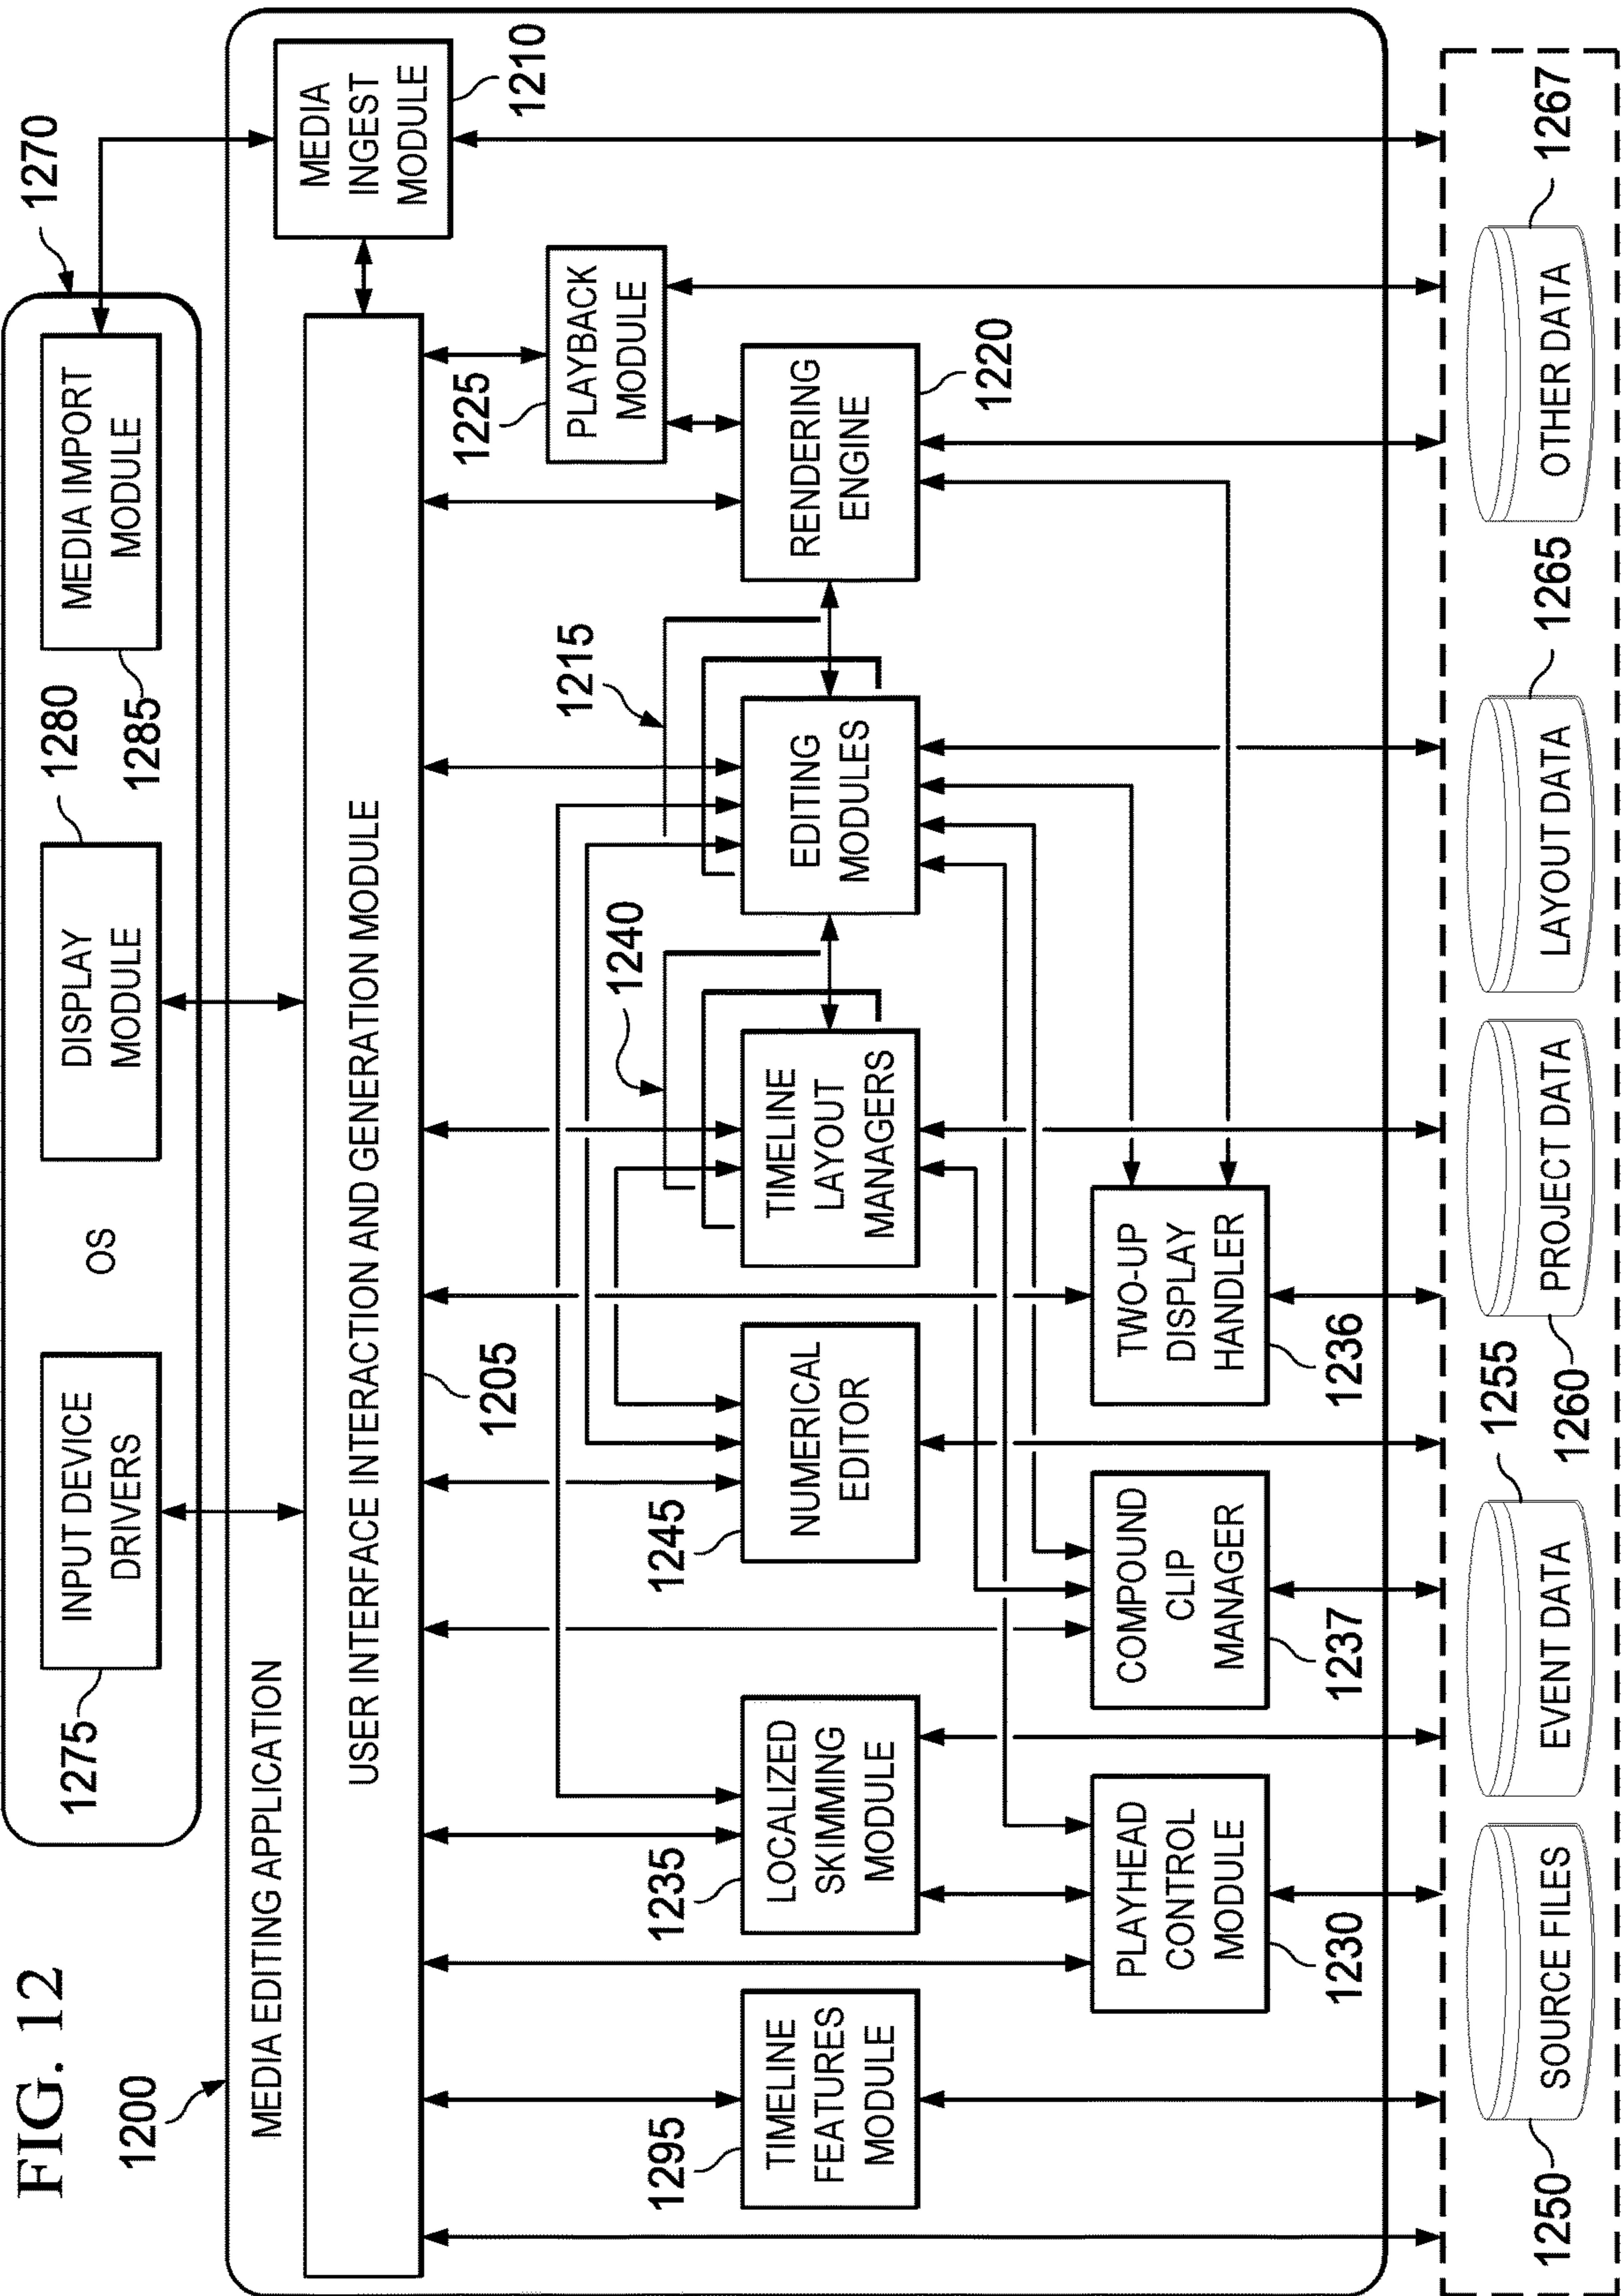 FIG. 12
1270
INPUT DEVICE
DRIVERS
1275
OS
DISPLAY
MODULE
1280
MEDIA IMPORT
MODULE
1285
1200
MEDIA EDITING APPLICATION
USER INTERFACE INTERACTION AND GENERATION MODULE
1205
MEDIA
INGEST
MODULE
1210
1225
PLAYBACK
MODULE
1295
TIMELINE
FEATURES
MODULE
1235
LOCALIZED
SKIMMING
MODULE
1245
NUMERICAL
EDITOR
1240
TIMELINE
LAYOUT
MANAGERS
1215
EDITING
MODULES
RENDERING
ENGINE
1220
PLAYHEAD
CONTROL
MODULE
1230
COMPOUND
CLIP
MANAGER
1237
TWO-UP
DISPLAY
HANDLER
1236
1250
SOURCE FILES
EVENT DATA
1255
1260
PROJECT DATA
LAYOUT DATA
1265
OTHER DATA
1267